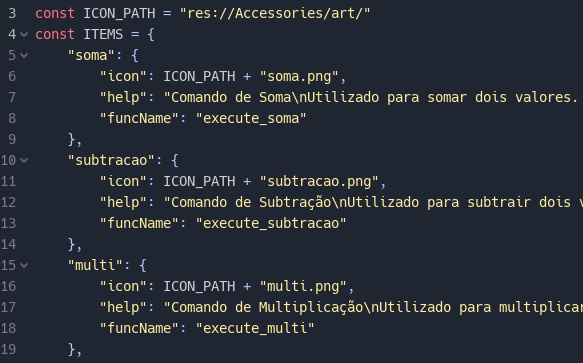 3 const ICON_PATH = "res://Accessories/art/"
4 const ITEMS = {
5 "soma": {
6 "icon": ICON_PATH + "soma.png",
7 "help": "Comando de Soma\nUtilizado para somar dois valores.
8 "funcName": "execute_soma"
9 },
10 "subtracao": {
11 "icon": ICON_PATH + "subtracao.png",
12 "help": "Comando de Subtração\nUtilizado para subtrair dois v
13 "funcName": "execute_subtracao"
14 },
15 "multi": {
16 "icon": ICON_PATH + "multi.png",
17 "help": "Comando de Multiplicação\nUtilizado para multiplicar
18 "funcName": "execute_multi"
19 },